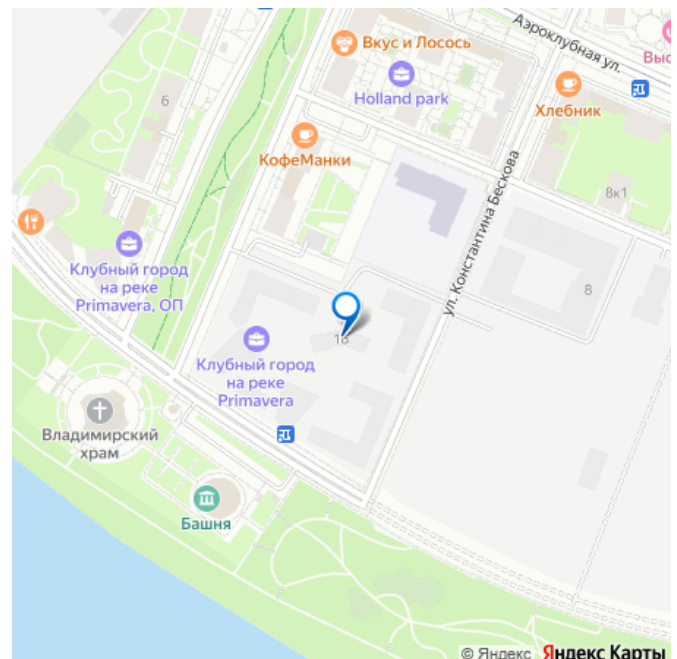 Аэроклубная ул.
Вкус и Лосось
Выс
Holland park
Хлебник
6
КофеМанки
8к1
ул. Константина Бескова
Клубный город
на реке
Primavera, ОП
8
Клубный город
на реке
Primavera
Владимирский
храм
Башня
© Яндекс Яндекс Карты